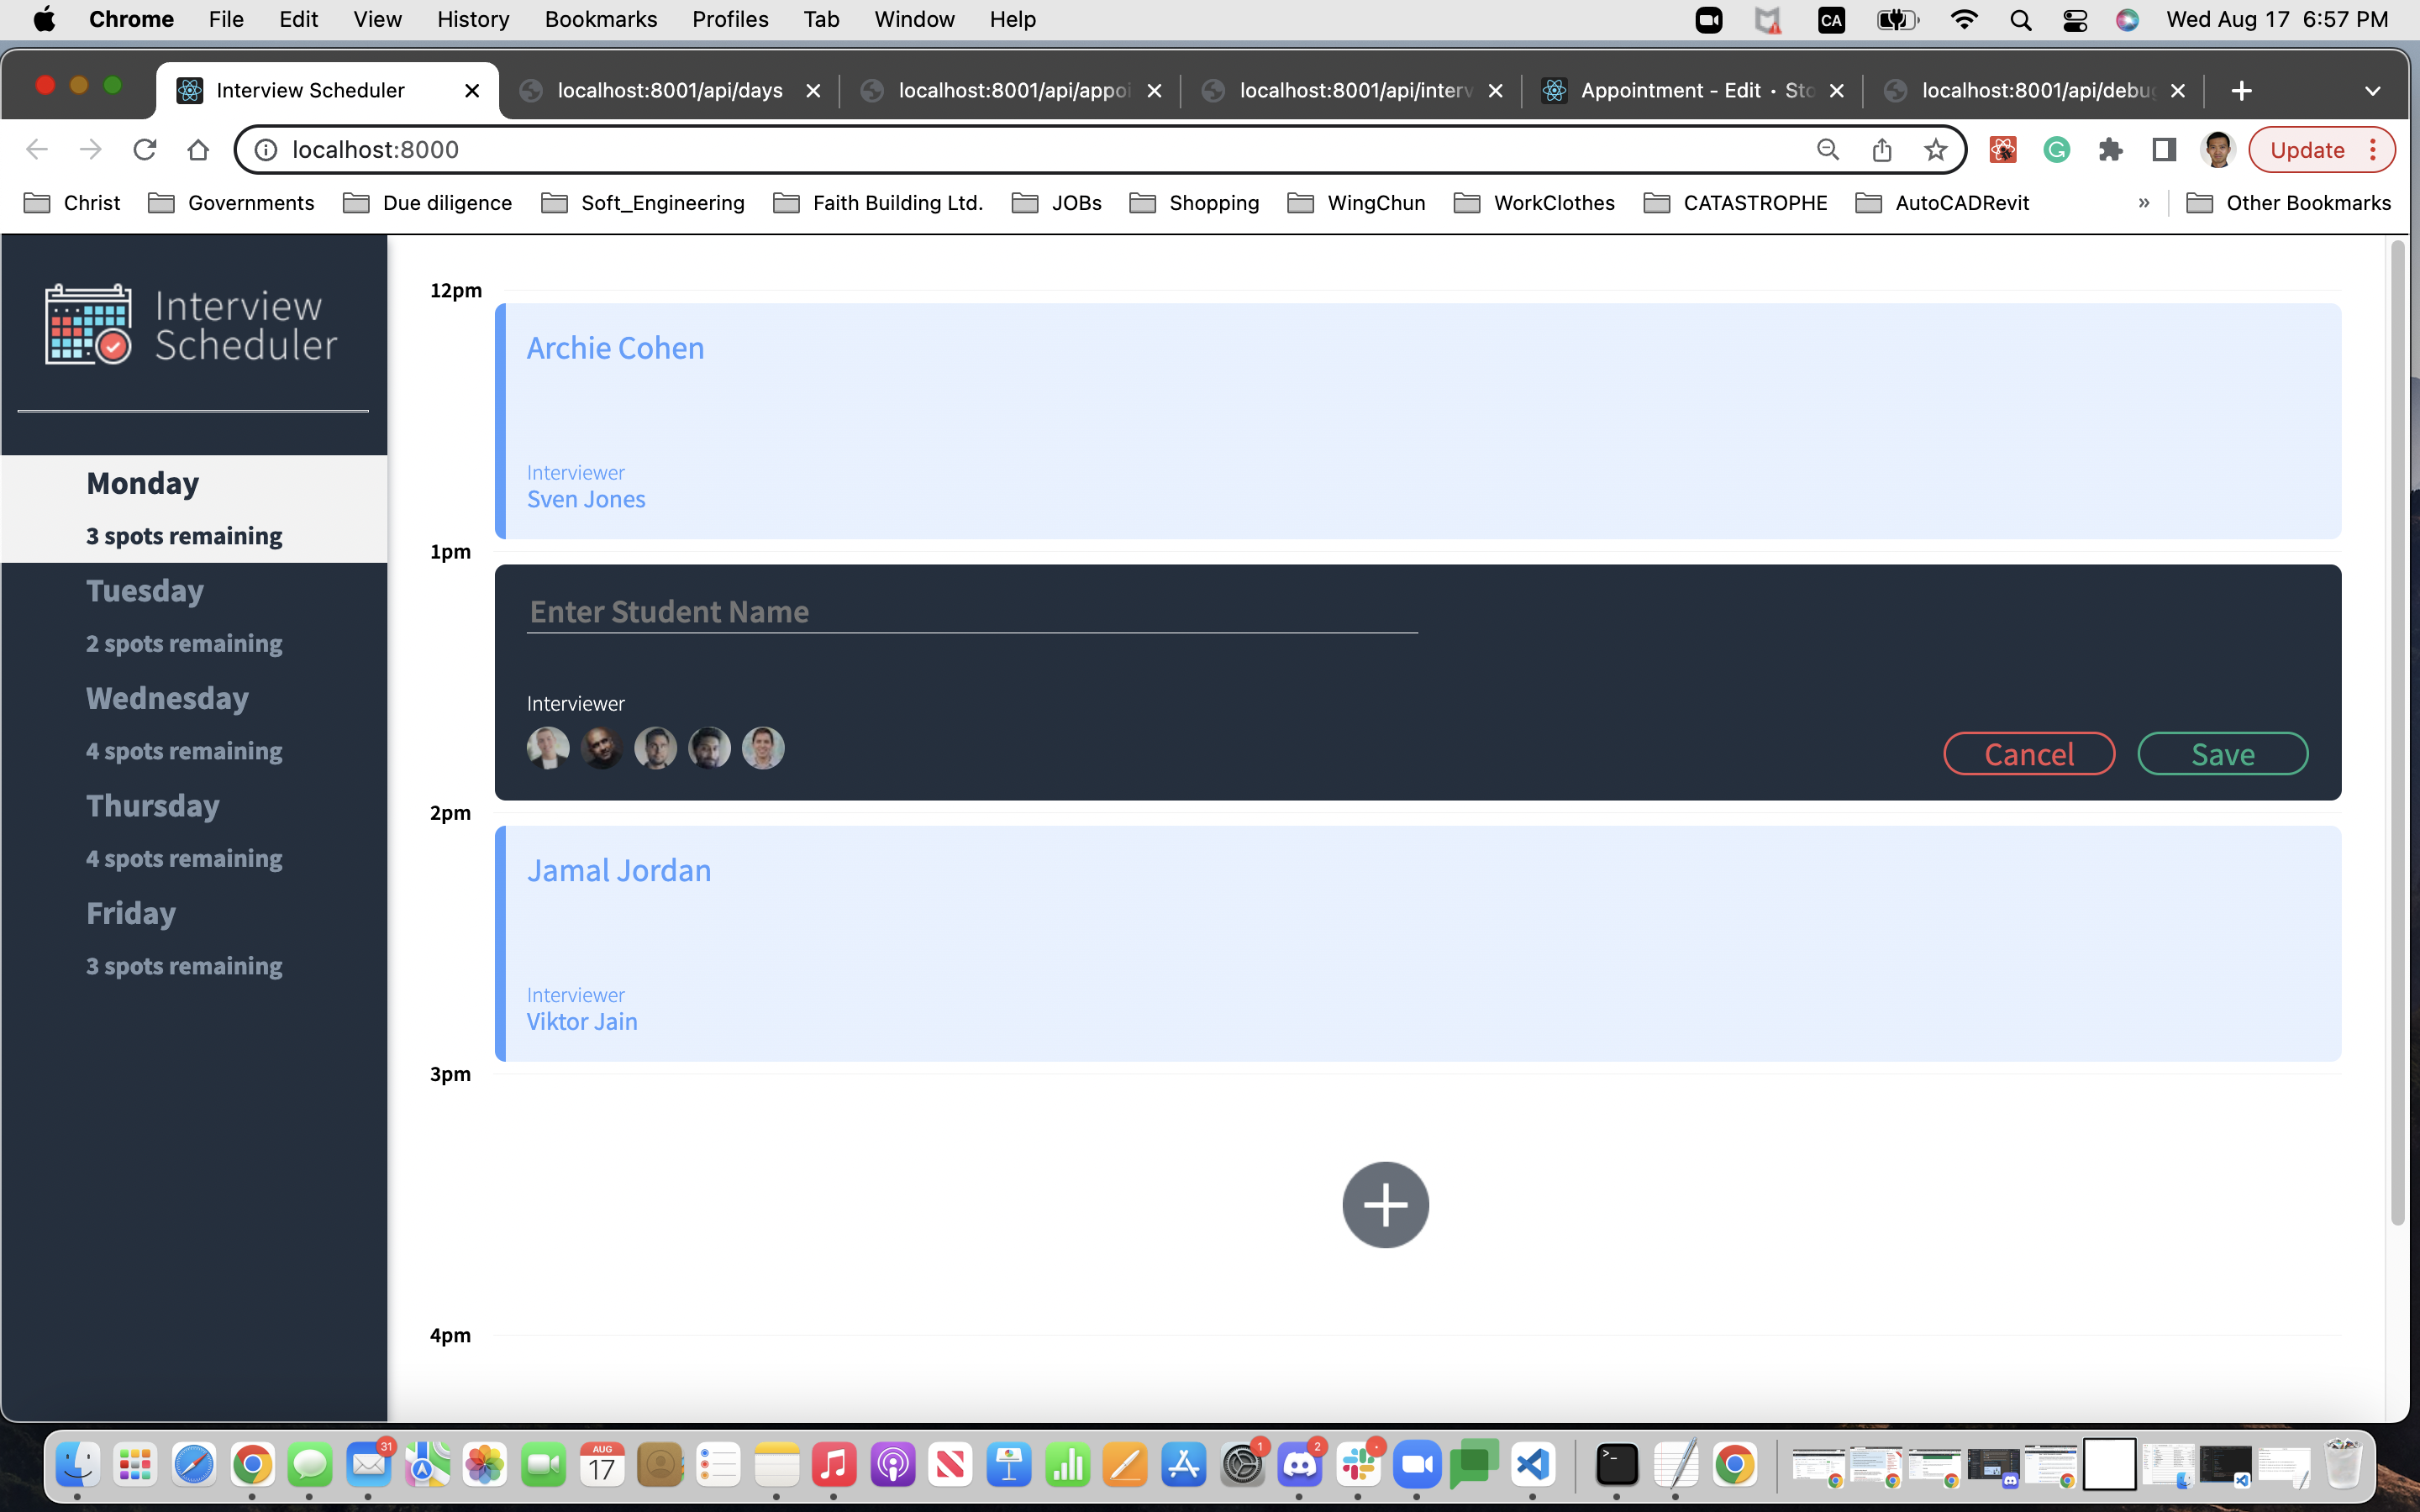 Chrome File Edit View History Bookmarks Profiles Tab Window Help CA Wed Aug 17 6:57 PM
Interview Scheduler localhost:8001/api/days localhost:8001/api/appoi localhost:8001/api/interv Appointment - Edit • Sto localhost:8001/api/debug
localhost:8000 Update
Christ Governments Due diligence Soft_Engineering Faith Building Ltd. JOBs Shopping WingChun WorkClothes CATASTROPHE AutoCADRevit » Other Bookmarks
Interview
Scheduler
Monday
3 spots remaining
Tuesday
2 spots remaining
Wednesday
4 spots remaining
Thursday
4 spots remaining
Friday
3 spots remaining
12pm
Archie Cohen
Interviewer
Sven Jones
1pm
Enter Student Name
Interviewer
Cancel Save
2pm
Jamal Jordan
Interviewer
Viktor Jain
3pm
4pm
31
AUG
17
1
2